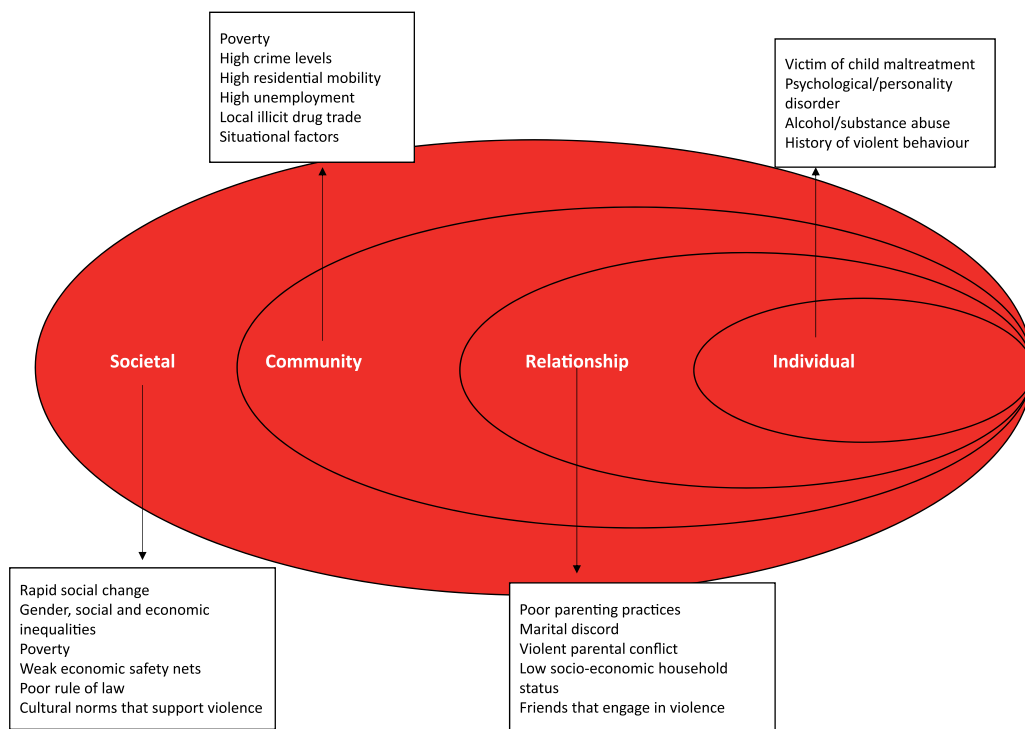 Poverty
High crime levels
High residential mobility
High unemployment
Local illicit drug trade
Situational factors
Victim of child maltreatment
Psychological/personality
disorder
Alcohol/substance abuse
History of violent behaviour
Societal
Community
Relationship
Individual
Rapid social change
Gender, social and economic
inequalities
Poverty
Weak economic safety nets
Poor rule of law
Cultural norms that support violence
Poor parenting practices
Marital discord
Violent parental conflict
Low socio-economic household
status
Friends that engage in violence